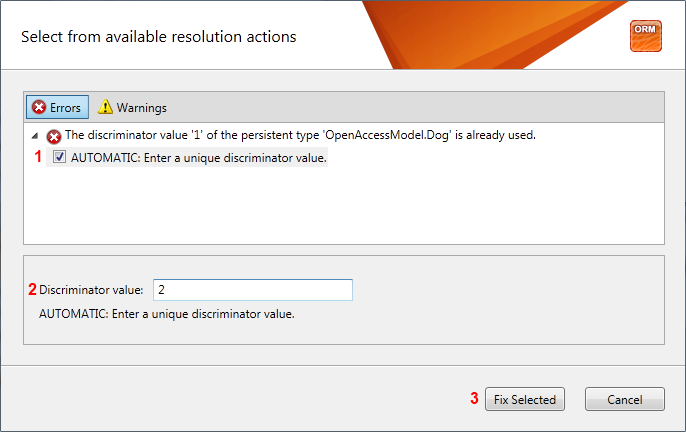 Select from available resolution actions
ORM
Errors Warnings
The discriminator value '1' of the persistent type 'OpenAccessModel.Dog' is already used.
1 AUTOMATIC: Enter a unique discriminator value.
2 Discriminator value: 2
AUTOMATIC: Enter a unique discriminator value.
3 Fix Selected Cancel